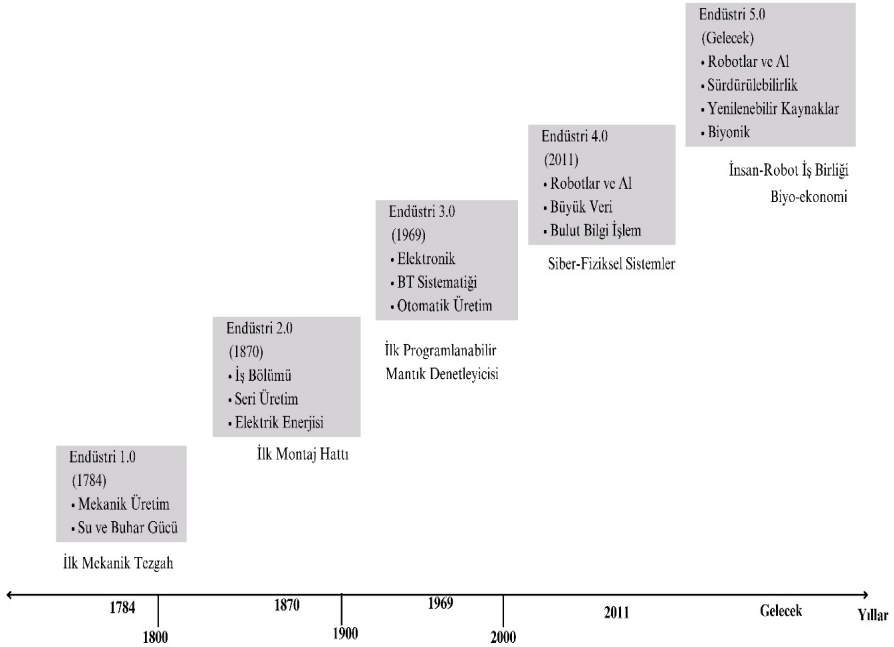 Endüstri 5.0
(Gelecek)
• Robotlar ve AI
• Sürdürülebilirlik
• Yenilenebilir Kaynaklar
• Biyonik
İnsan-Robot İş Birliği
Biyo-ekonomi
Endüstri 4.0
(2011)
• Robotlar ve AI
• Büyük Veri
• Bulut Bilgi İşlem
Siber-Fiziksel Sistemler
Endüstri 3.0
(1969)
• Elektronik
• BT Sistematiği
• Otomatik Üretim
İlk Programlanabilir
Mantık Denetleyicisi
Endüstri 2.0
(1870)
• İş Bölümü
• Seri Üretim
• Elektrik Enerjisi
İlk Montaj Hattı
Endüstri 1.0
(1784)
• Mekanik Üretim
• Su ve Buhar Gücü
İlk Mekanik Tezgah
1784
1870
1969
2011
Gelecek
Yıllar
1800
1900
2000